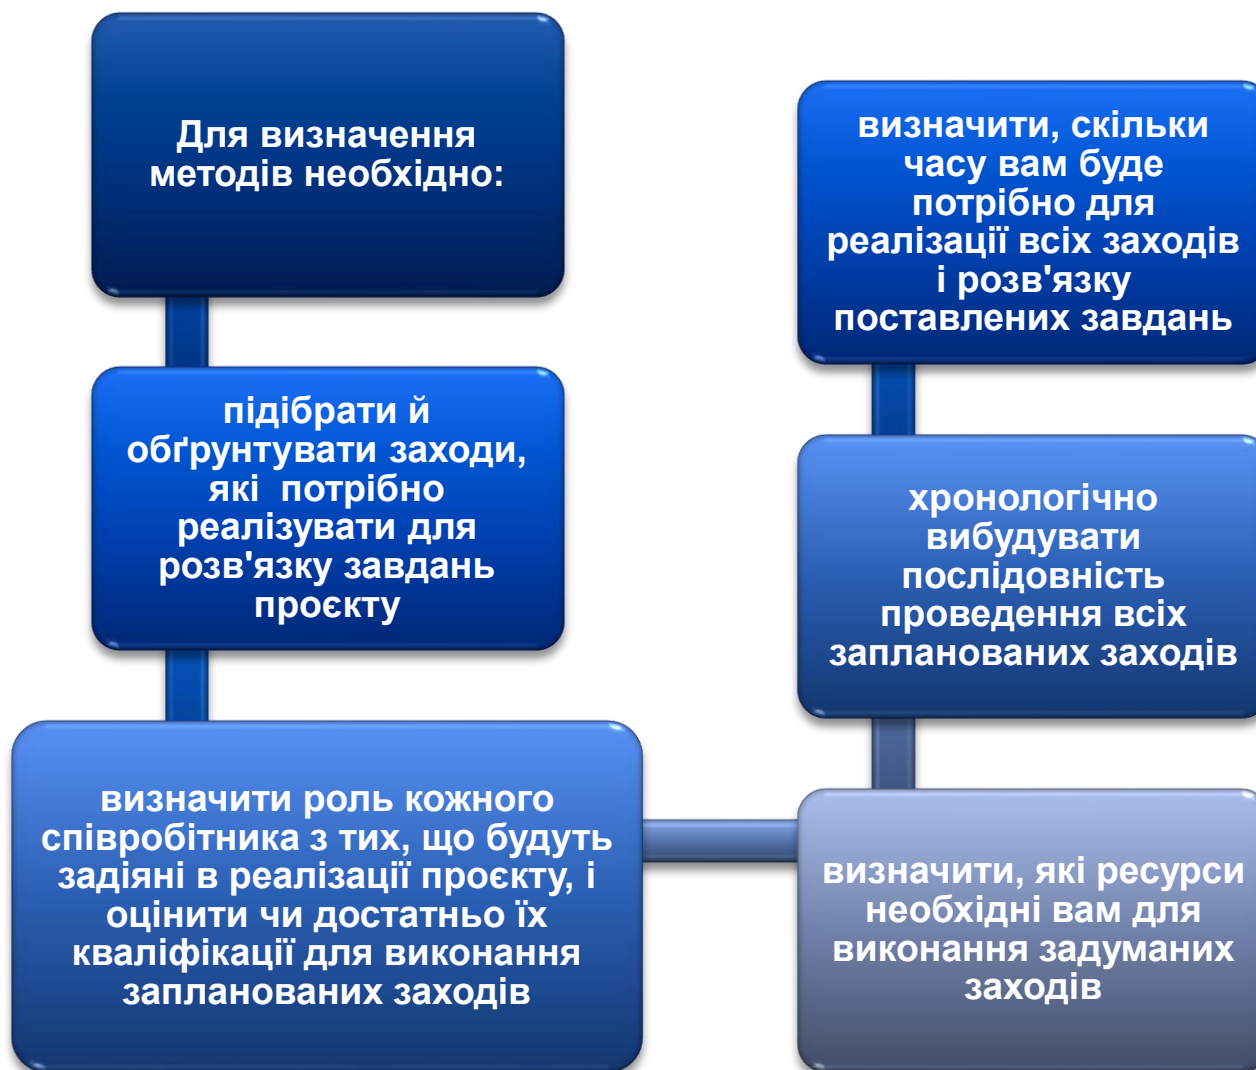 Для визначення
методів необхідно:
підібрати й
обґрунтувати заходи,
які  потрібно
реалізувати для
розв'язку завдань
проєкту
визначити роль кожного
співробітника з тих, що будуть
задіяні в реалізації проєкту, і
оцінити чи достатньо їх
кваліфікації для виконання
запланованих заходів
визначити, які ресурси
необхідні вам для
виконання задуманих
заходів
хронологічно
вибудувати
послідовність
проведення всіх
запланованих заходів
визначити, скільки
часу вам буде
потрібно для
реалізації всіх заходів
і розв'язку
поставлених завдань